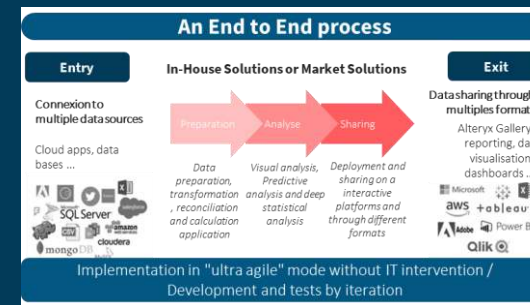 An End to End process
Entry
In-House Solutions or Market Solutions
Exit
Connexion to
multiple data sources
Cloud apps, data
bases ...
SQL Server
CSV
amazon
cloudera
mongoDB
Preparation
Analyse
Sharing
Data
preparation,
transformation
, reconciliation
and calculation
application
Visual analysis,
Predictive
analysis and deep
statistical
analysis
Deployment and
sharing on a
interactive
platforms and
through different
formats
Data sharing through
multiples format
Alteryx Gallery
reporting, da
visualisation
dashboards ..
Microsoft
aws
+ableau
Adobe
Power B
Qlik
Implementation in "ultra agile" mode without IT intervention /
Development and tests by iteration